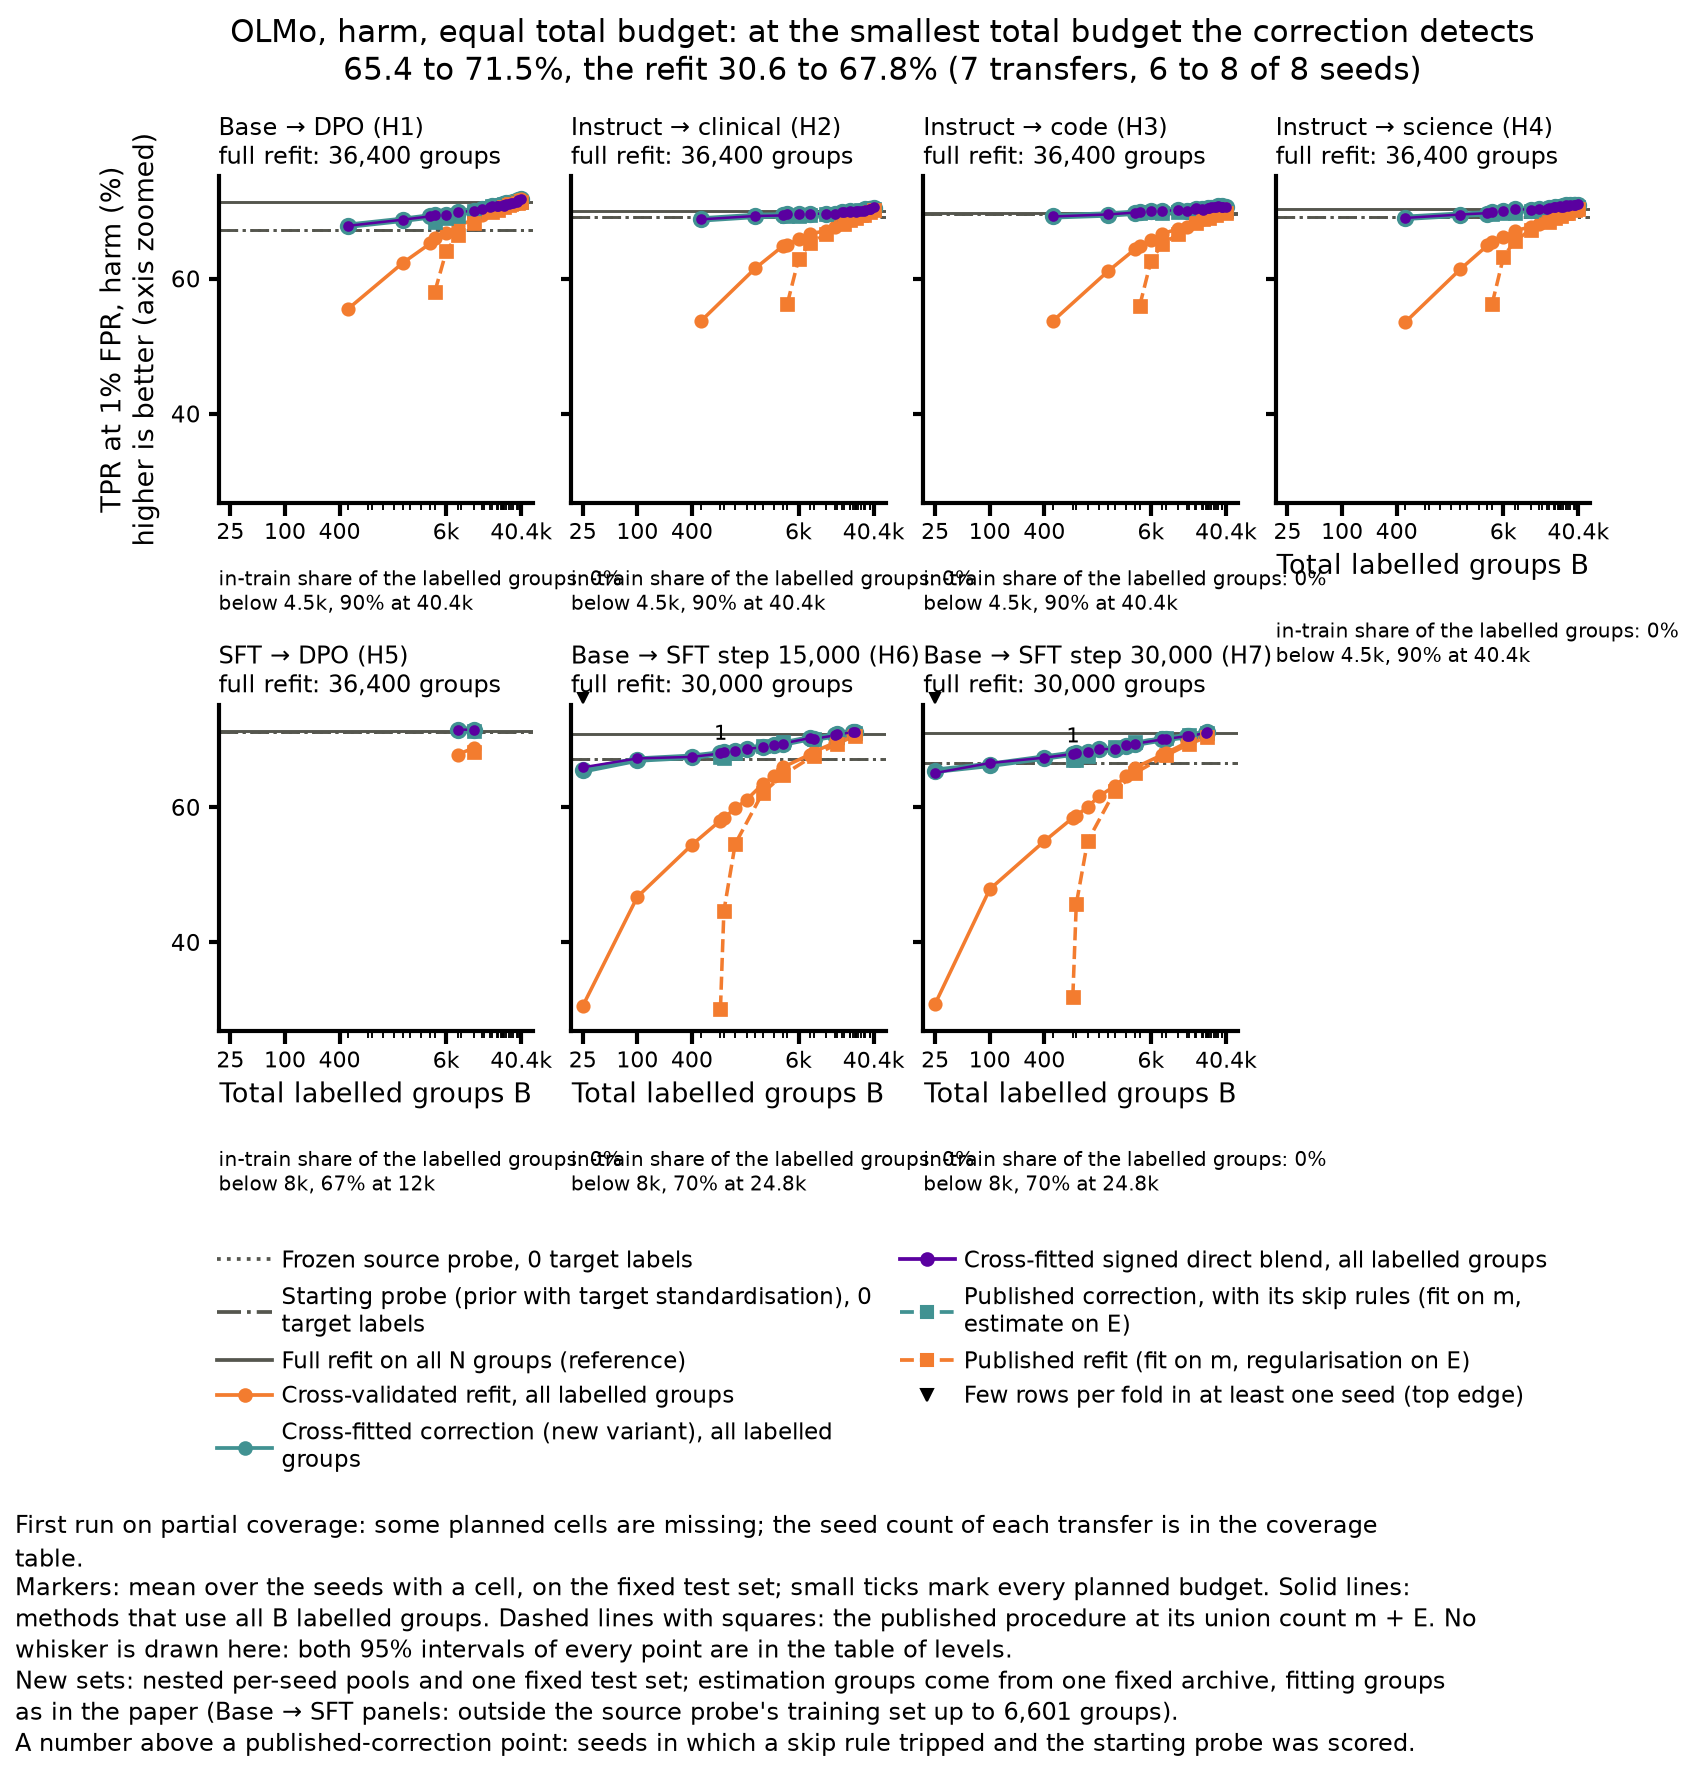 OLMo, harm, equal total budget: at the smallest total budget the correction detects
65.4 to 71.5%, the refit 30.6 to 67.8% (7 transfers, 6 to 8 of 8 seeds)
TPR at 1% FPR, harm (%)
higher is better (axis zoomed)
Base → DPO (H1)
full refit: 36,400 groups
60
40
25 100 400 6k 40.4k
in-train share of the labelled groups: 0%
below 4.5k, 90% at 40.4k
Instruct → clinical (H2)
full refit: 36,400 groups
25 100 400 6k 40.4k
in-train share of the labelled groups: 0%
below 4.5k, 90% at 40.4k
Instruct → code (H3)
full refit: 36,400 groups
25 100 400 6k 40.4k
in-train share of the labelled groups: 0%
below 4.5k, 90% at 40.4k
Instruct → science (H4)
full refit: 36,400 groups
25 100 400 6k 40.4k
Total labelled groups B
in-train share of the labelled groups: 0%
below 4.5k, 90% at 40.4k
SFT → DPO (H5)
full refit: 36,400 groups
60
40
25 100 400 6k 40.4k
Total labelled groups B
in-train share of the labelled groups: 0%
below 8k, 67% at 12k
Base → SFT step 15,000 (H6)
full refit: 30,000 groups
1
25 100 400 6k 40.4k
Total labelled groups B
in-train share of the labelled groups: 0%
below 8k, 70% at 24.8k
Base → SFT step 30,000 (H7)
full refit: 30,000 groups
1
25 100 400 6k 40.4k
Total labelled groups B
in-train share of the labelled groups: 0%
below 8k, 70% at 24.8k
Frozen source probe, 0 target labels
Starting probe (prior with target standardisation), 0
target labels
Full refit on all N groups (reference)
Cross-validated refit, all labelled groups
Cross-fitted correction (new variant), all labelled
groups
Cross-fitted signed direct blend, all labelled groups
Published correction, with its skip rules (fit on m,
estimate on E)
Published refit (fit on m, regularisation on E)
Few rows per fold in at least one seed (top edge)
First run on partial coverage: some planned cells are missing; the seed count of each transfer is in the coverage
table.
Markers: mean over the seeds with a cell, on the fixed test set; small ticks mark every planned budget. Solid lines:
methods that use all B labelled groups. Dashed lines with squares: the published procedure at its union count m + E. No
whisker is drawn here: both 95% intervals of every point are in the table of levels.
New sets: nested per-seed pools and one fixed test set; estimation groups come from one fixed archive, fitting groups
as in the paper (Base → SFT panels: outside the source probe's training set up to 6,601 groups).
A number above a published-correction point: seeds in which a skip rule tripped and the starting probe was scored.